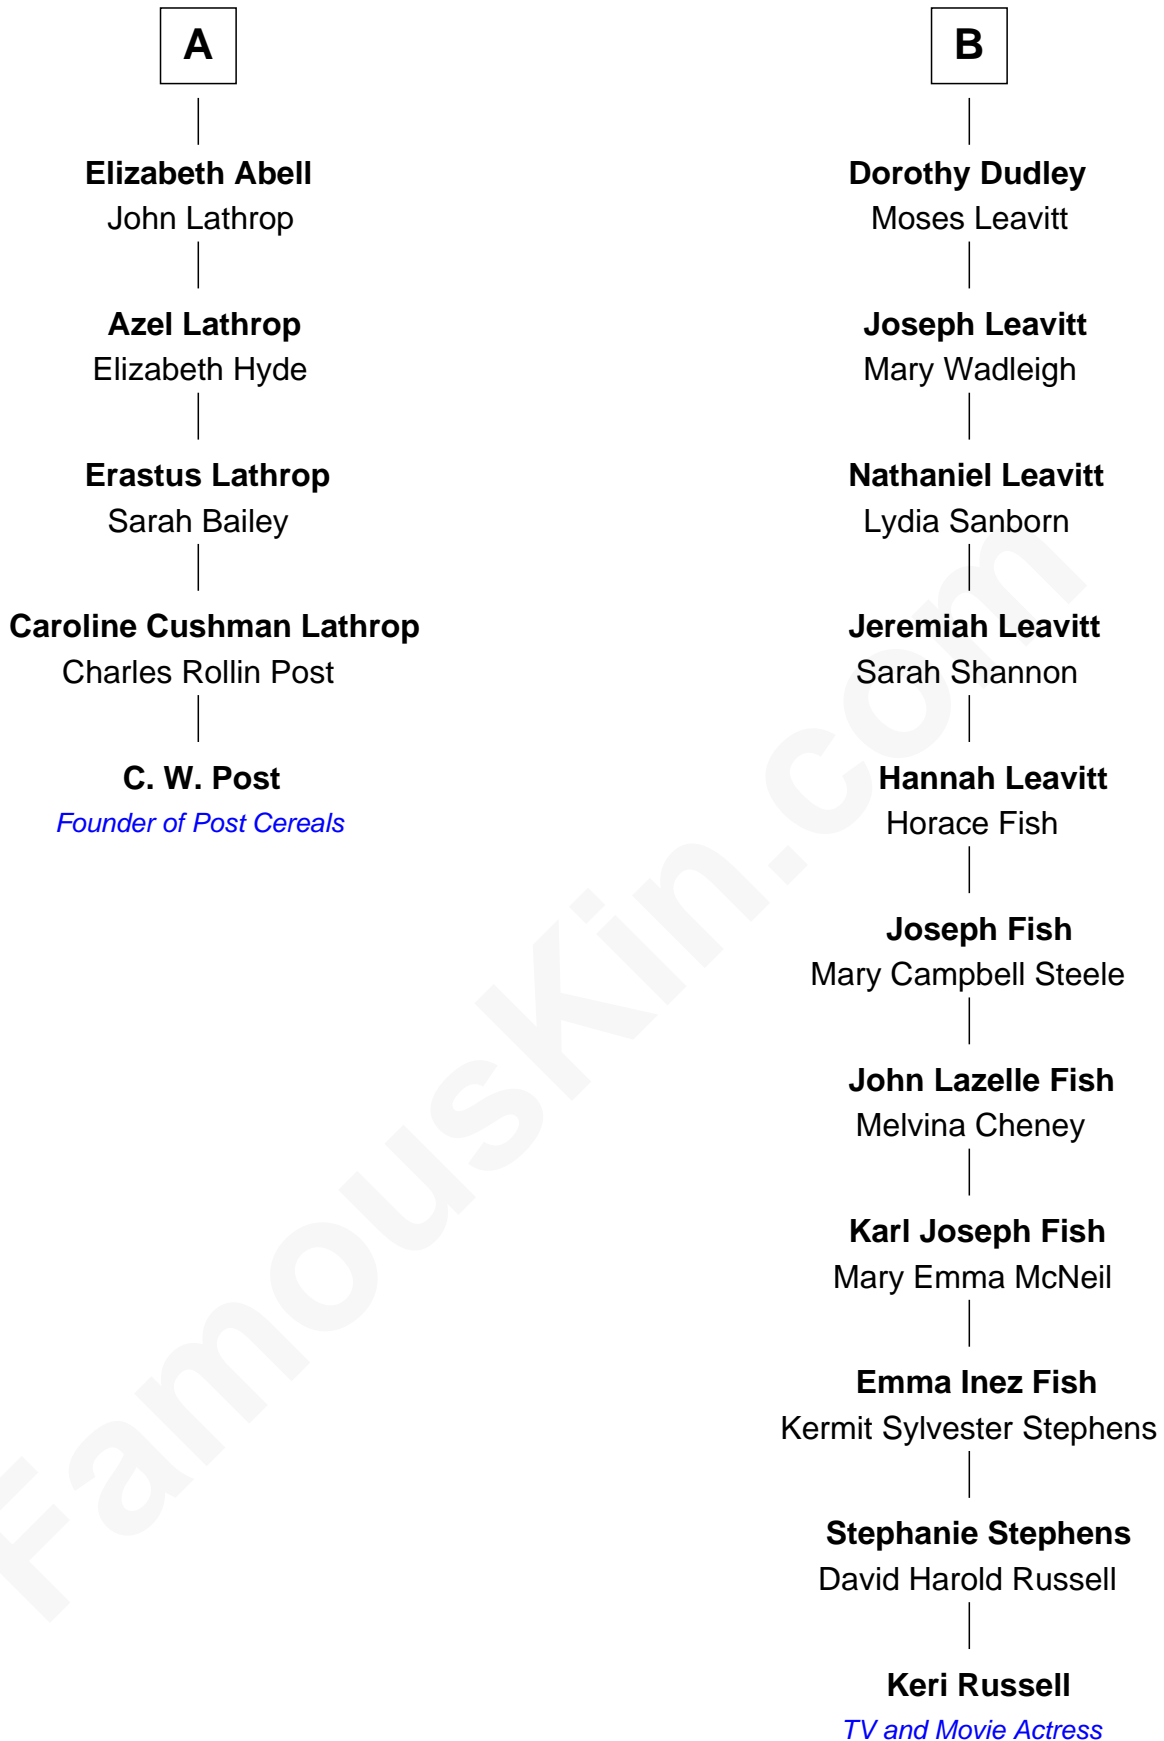 A
Elizabeth Abell
John Lathrop
Azel Lathrop
Elizabeth Hyde
Erastus Lathrop
Sarah Bailey
Caroline Cushman Lathrop
Charles Rollin Post
C. W. Post
Founder of Post Cereals
B
Dorothy Dudley
Moses Leavitt
Joseph Leavitt
Mary Wadleigh
Nathaniel Leavitt
Lydia Sanborn
Jeremiah Leavitt
Sarah Shannon
Hannah Leavitt
Horace Fish
Joseph Fish
Mary Campbell Steele
John Lazelle Fish
Melvina Cheney
Karl Joseph Fish
Mary Emma McNeil
Emma Inez Fish
Kermit Sylvester Stephens
Stephanie Stephens
David Harold Russell
Keri Russell
TV and Movie Actress
FamousKin.com